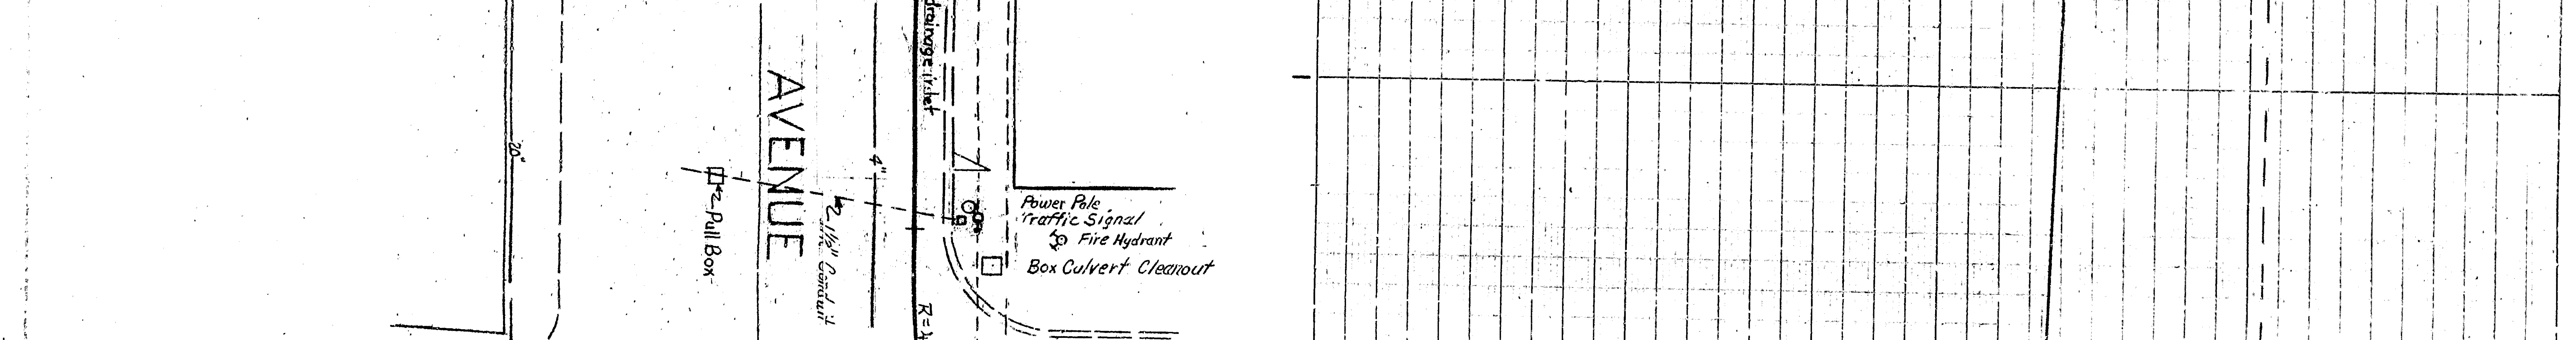 20"
AVENUE
Pull Box
2 1½" Conduit
4"
drainage inlet
R=
Power Pole
Traffic Signal
Fire Hydrant
Box Culvert Cleanout